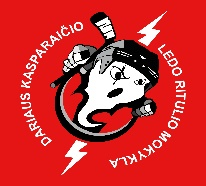 DARIAUS KASPARAIČIO
LEDO RITULIO MOKYKLA